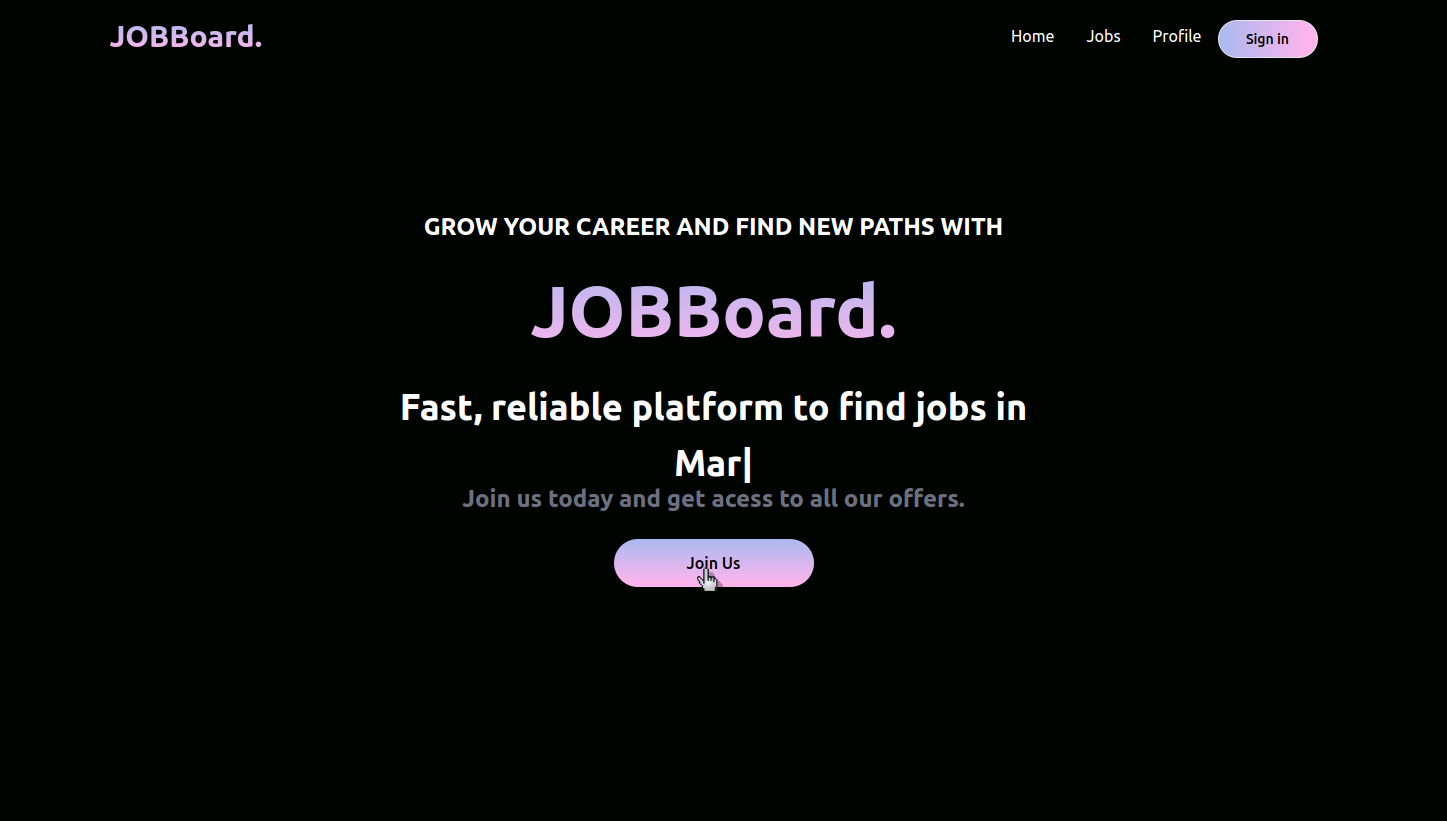 JOBBoard.
Home Jobs Profile Sign in
GROW YOUR CAREER AND FIND NEW PATHS WITH
JOBBoard.
Fast, reliable platform to find jobs in
Mar|
Join us today and get acess to all our offers.
Join Us